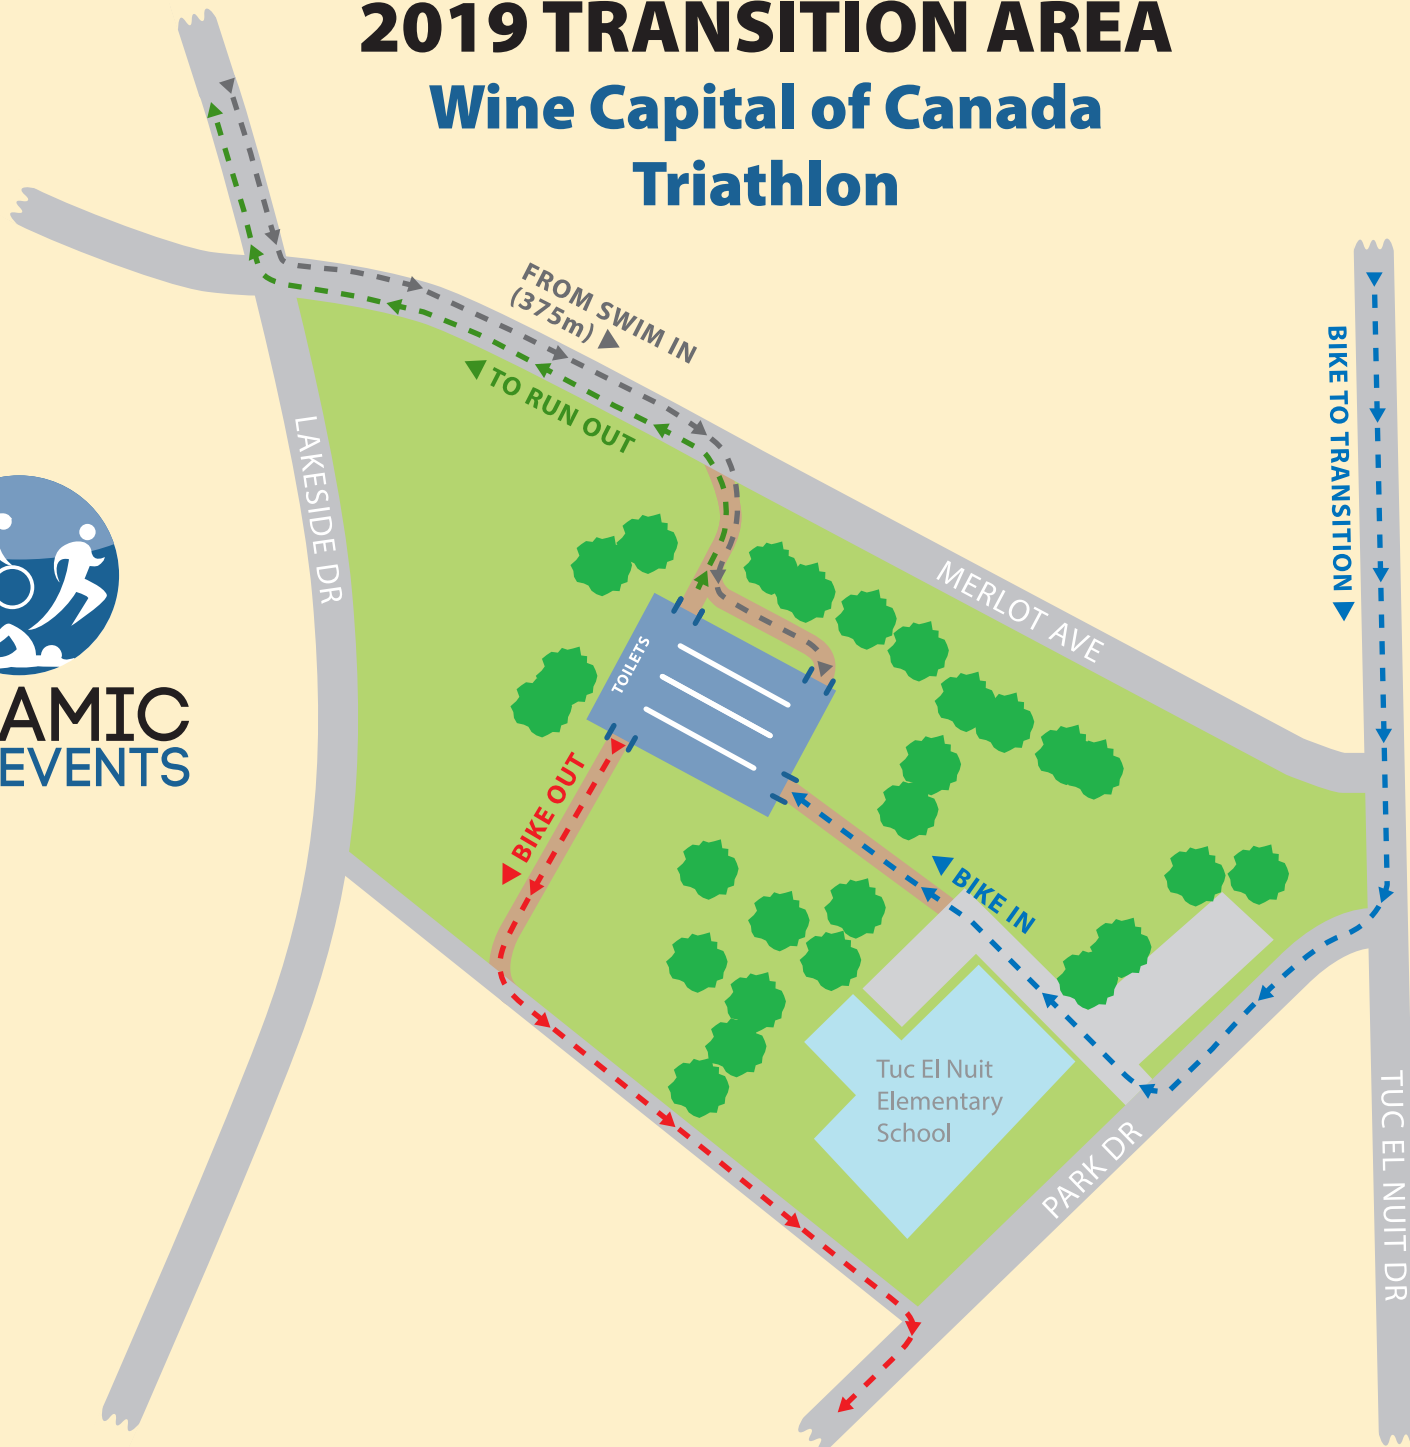 2019 TRANSITION AREA
Wine Capital of Canada
Triathlon
FROM SWIM IN
(375m)
TO RUN OUT
BIKE TO TRANSITION
LAKESIDE DR
MERLOT AVE
TOILETS
AMIC
EVENTS
BIKE OUT
BIKE IN
Tuc El Nuit
Elementary
School
PARK DR
TUC EL NUIT DR